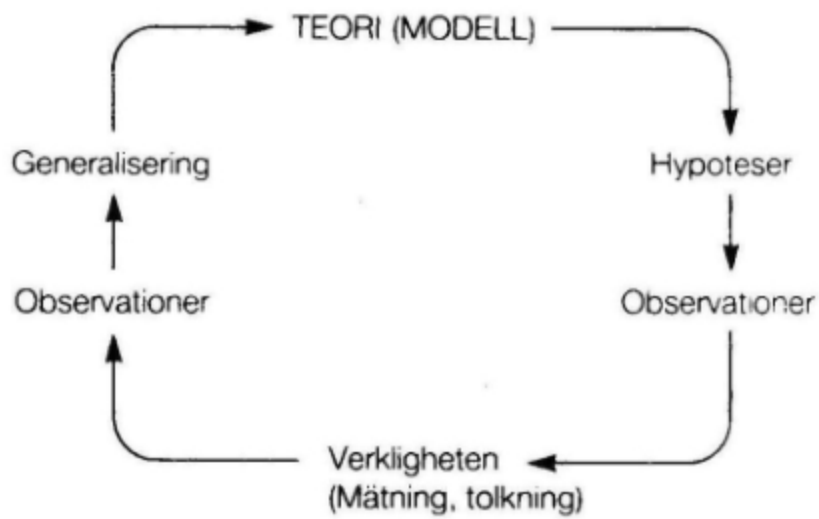 TEORI (MODELL)
Generalisering
Hypoteser
Observationer
Observationer
Verkligheten
(Mätning, tolkning)